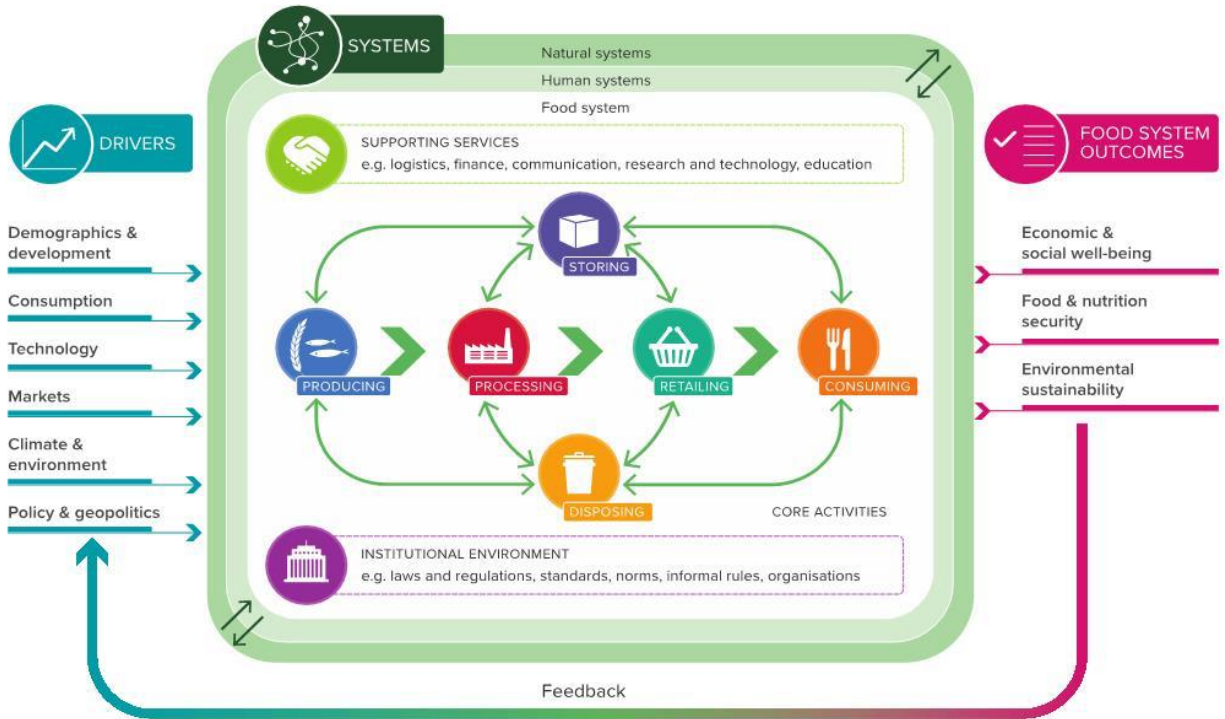 SYSTEMS
Natural systems
Human systems
Food system
DRIVERS
Demographics &
development
Consumption
Technology
Markets
Climate &
environment
Policy & geopolitics
SUPPORTING SERVICES
e.g. logistics, finance, communication, research and technology, education
STORING
PRODUCING
PROCESSING
RETAILING
CONSUMING
DISPOSING
CORE ACTIVITIES
INSTITUTIONAL ENVIRONMENT
e.g. laws and regulations, standards, norms, informal rules, organisations
FOOD SYSTEM
OUTCOMES
Economic &
social well-being
Food & nutrition
security
Environmental
sustainability
Feedback